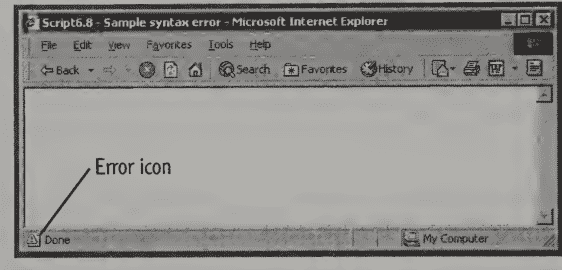 Script6.8 - Sample syntax error - Microsoft Internet Explorer
File Edit View Favorites Tools Help
Back Search Favorites History
Error icon
Done My Computer